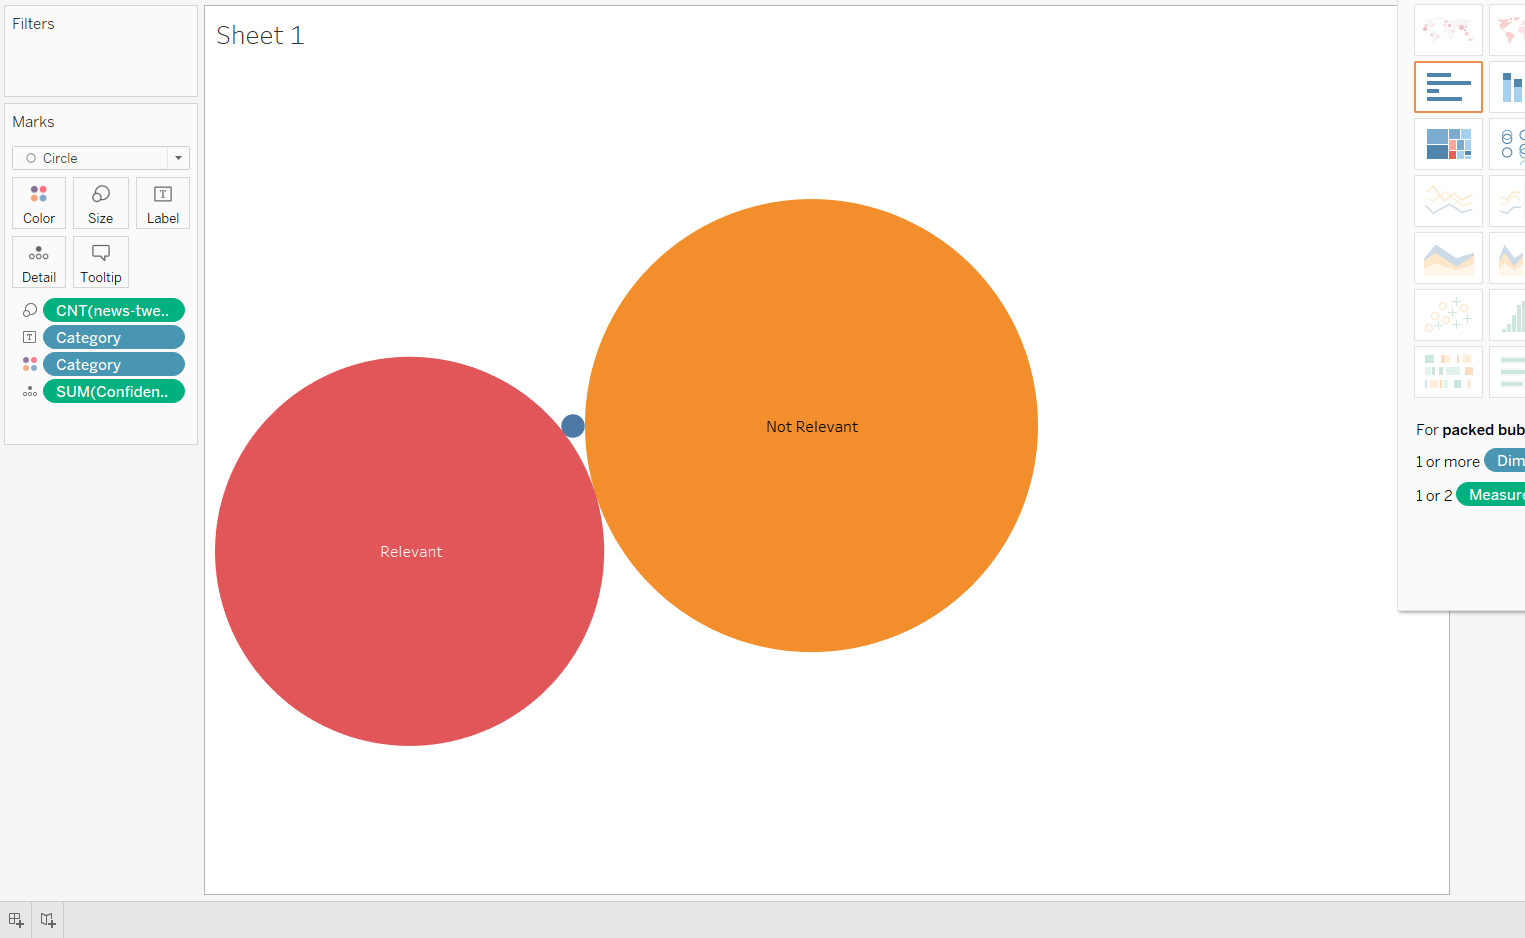 Filters
Sheet 1
Marks
Circle
Color
Size
T
Label
Detail
Tooltip
CNT(news-twe..
T
Category
Category
SUM(Confiden..
Relevant
Not Relevant
For packed bub
1 or more Dim
1 or 2 Measure